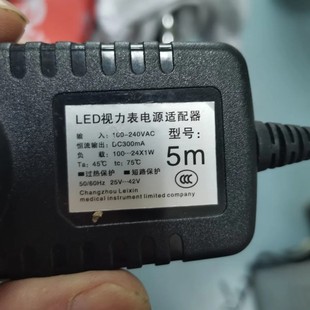 LED视力表电源适配器
输 入: 100-240VAC
型号:
恒流输出: DC300mA
负 载: 100--24X1W
5m
Ta: 45℃ tc: 75℃
■过热保护 ■短路保护
50/60Hz 25V--42V
Changzhou Leixin
medical instrument limited company